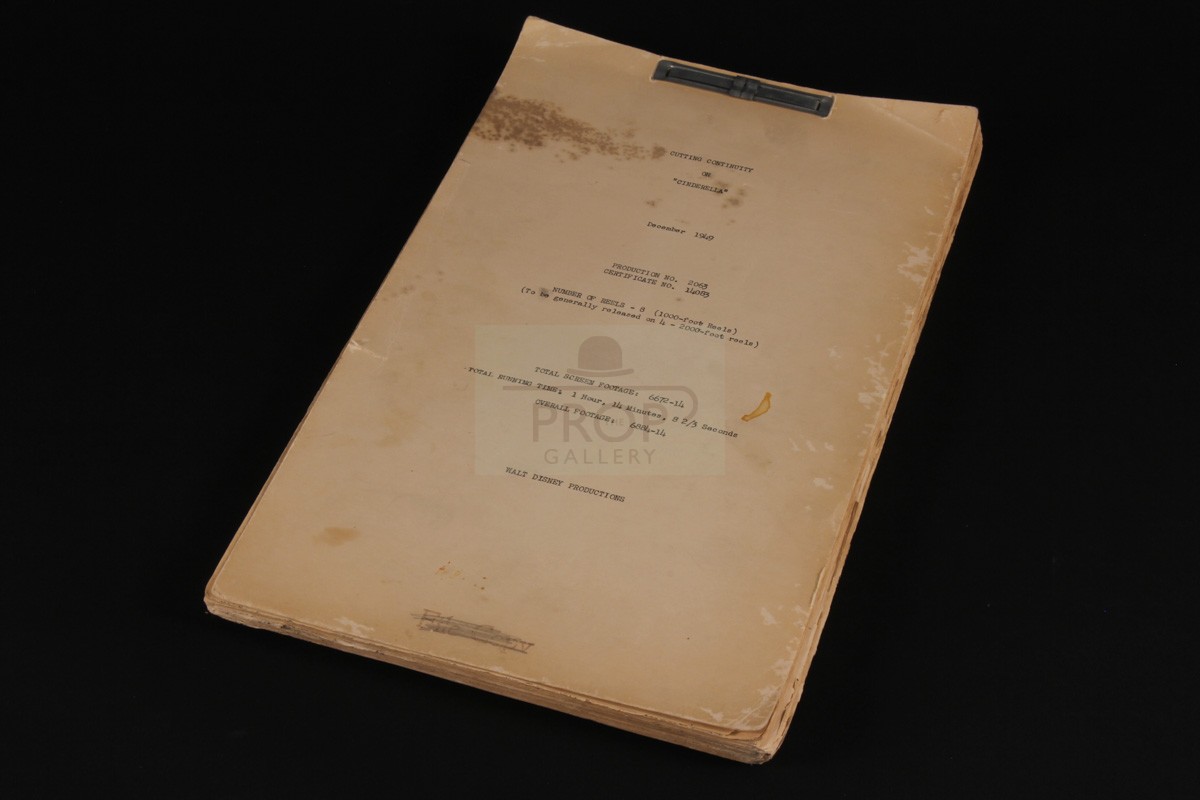 CUTTING CONTINUITY
ON
"CINDERELLA"
December 1949
PRODUCTION NO. 2063
CERTIFICATE NO. 14083
NUMBER OF REELS - 8 (1000-foot Reels)
(To be generally released on 4 - 2000-foot reels)
TOTAL SCREEN FOOTAGE: 6672-14
TOTAL RUNNING TIME: 1 Hour, 14 Minutes, 8 2/3 Seconds
OVERALL FOOTAGE: 6884-14
WALT DISNEY PRODUCTIONS
THE
PROP
GALLERY